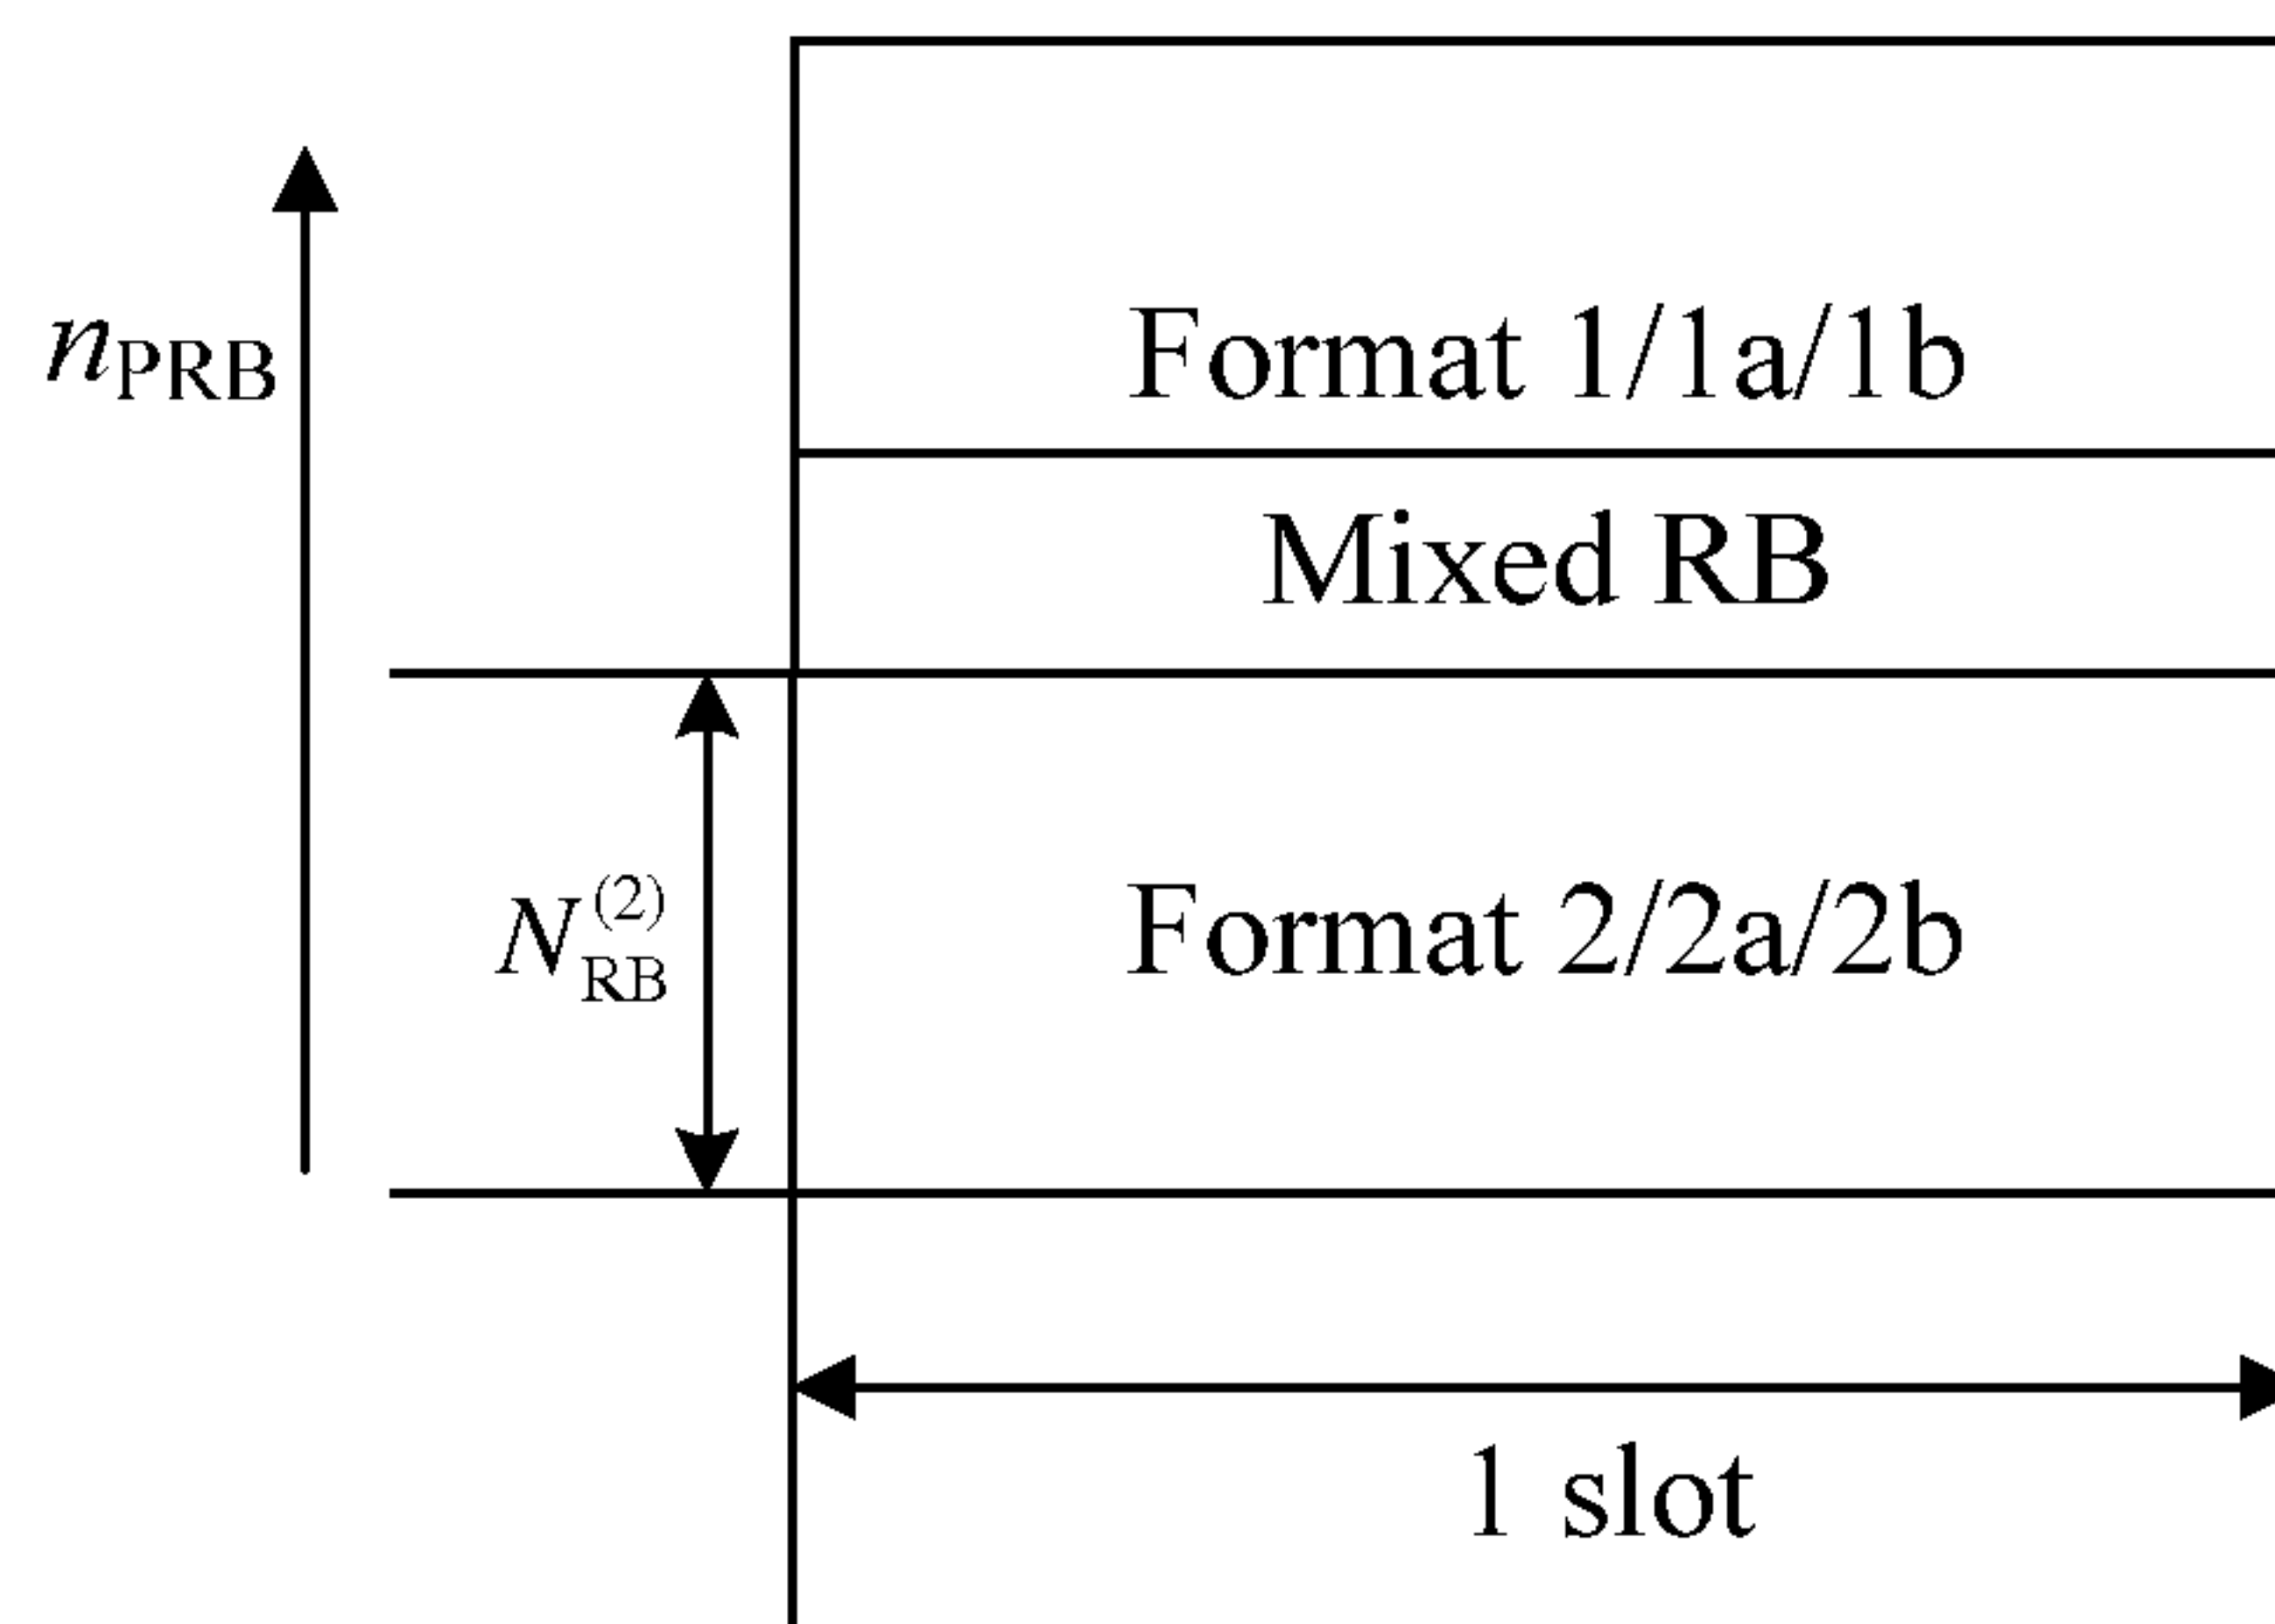 Format 1/1a/1b
n_PRB
Mixed RB
N_RB^(2)
Format 2/2a/2b
1 slot